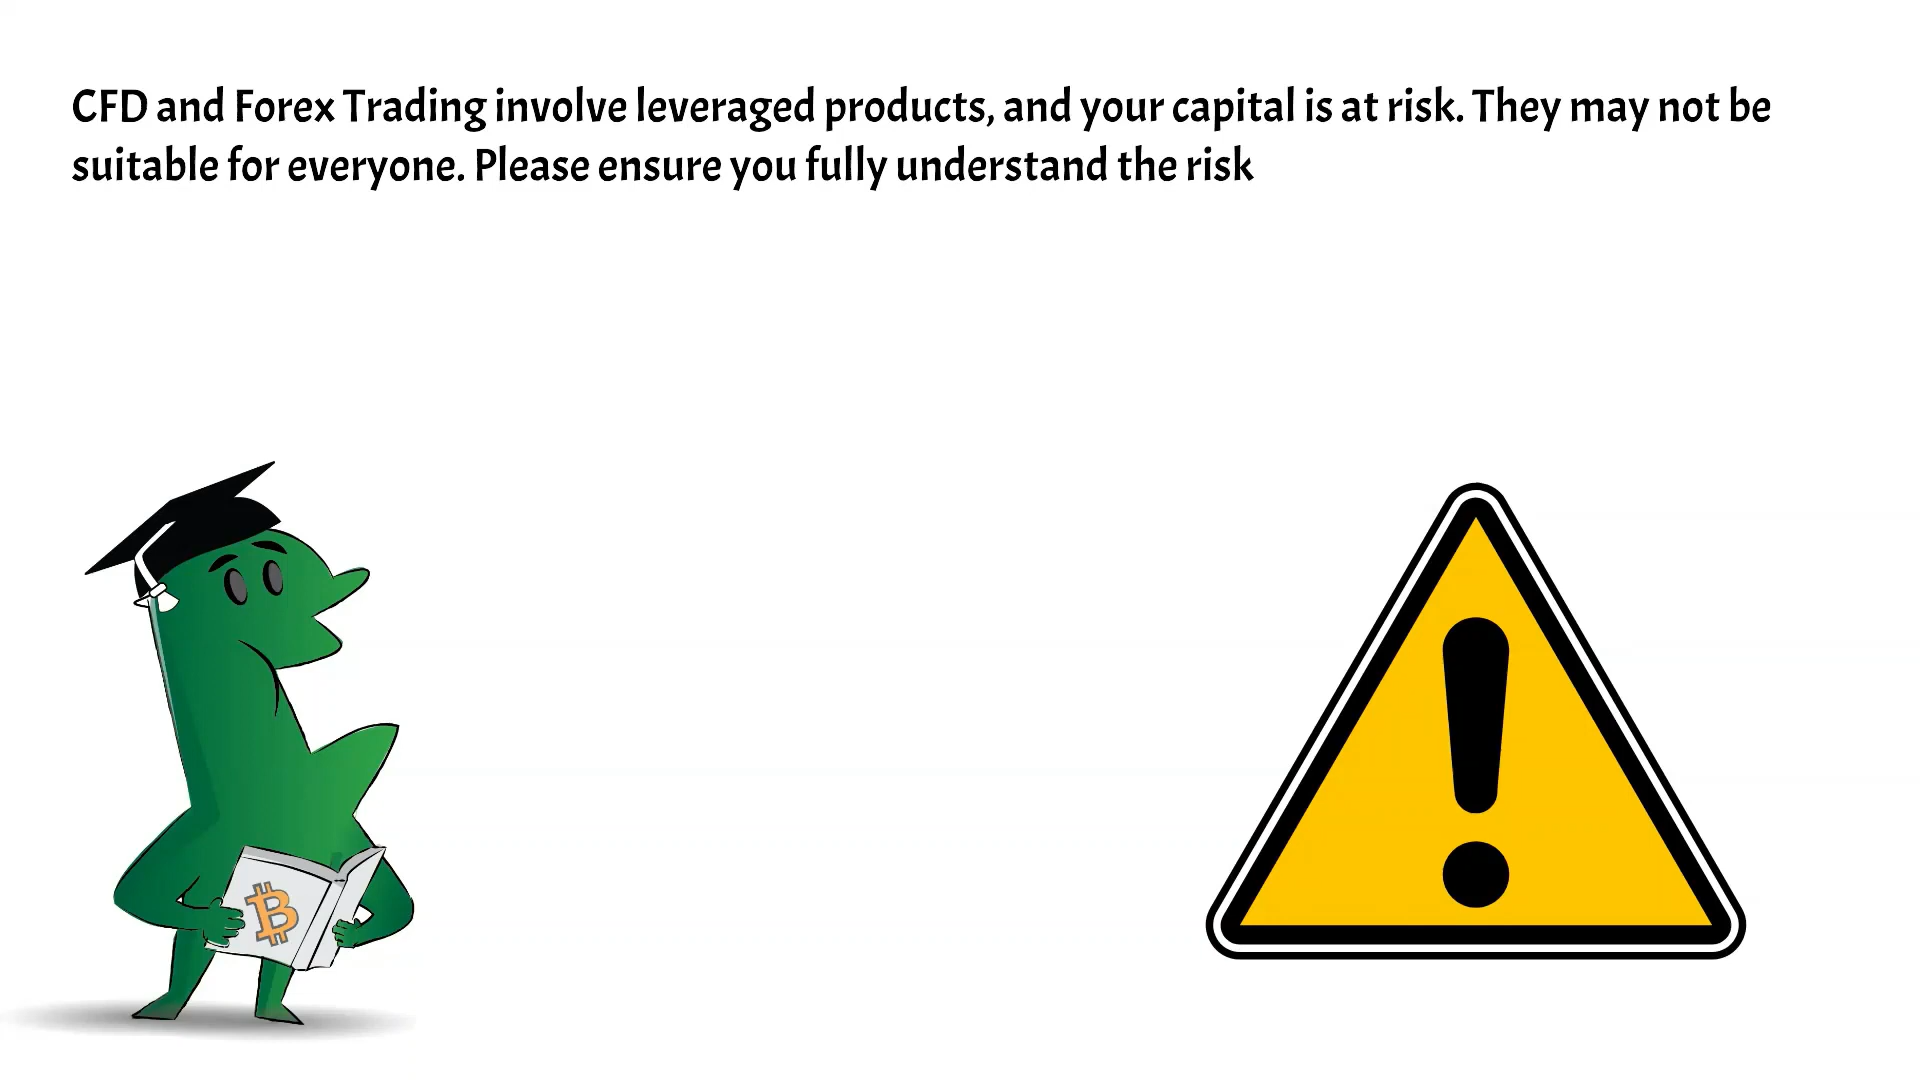 CFD and Forex Trading involve leveraged products, and your capital is at risk. They may not be
suitable for everyone. Please ensure you fully understand the risk